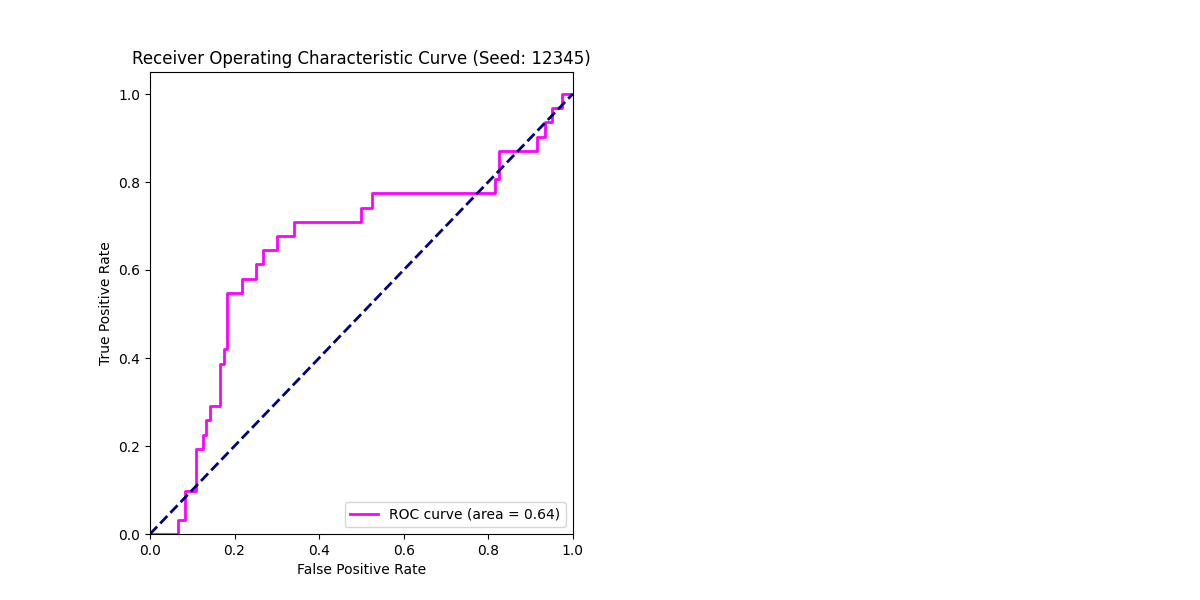 Receiver Operating Characteristic Curve (Seed: 12345)
1.0
0.8
0.6
0.4
0.2
0.0
True Positive Rate
ROC curve (area = 0.64)
0.0 0.2 0.4 0.6 0.8 1.0
False Positive Rate